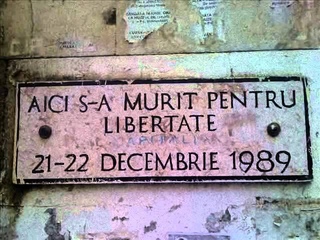 AICI S-A MURIT PENTRU
LIBERTATE
21-22 DECEMBRIE 1989